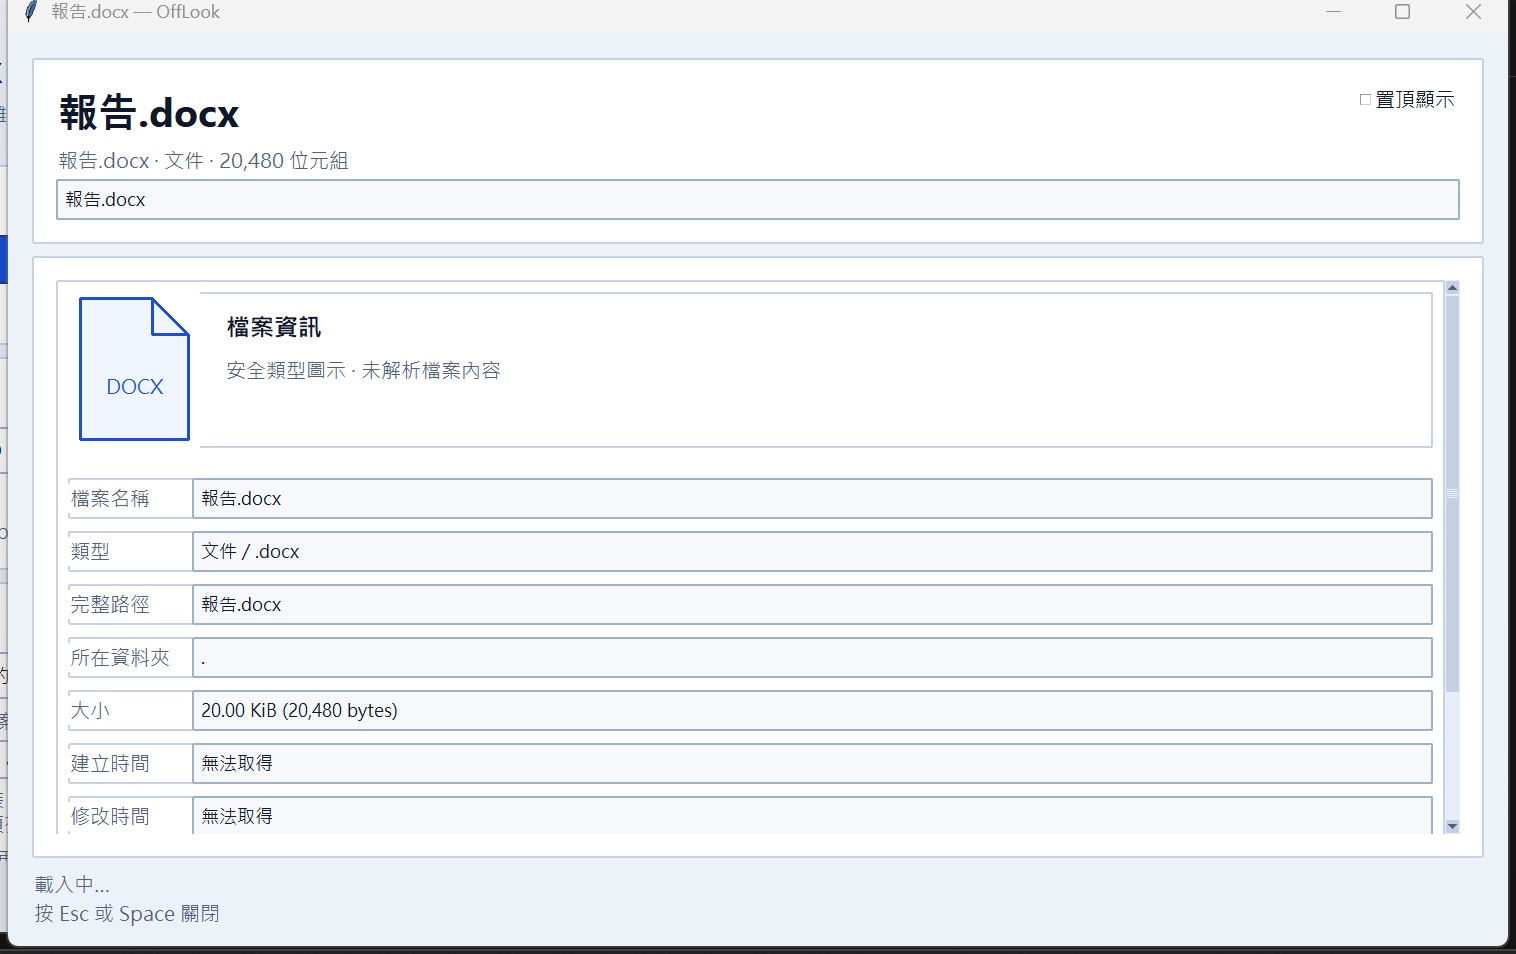 報告.docx — OffLook
報告.docx
置頂顯示
報告.docx · 文件 · 20,480 位元組
報告.docx
DOCX
檔案資訊
安全類型圖示 · 未解析檔案內容
檔案名稱 報告.docx
類型 文件 / .docx
完整路徑 報告.docx
所在資料夾 .
大小 20.00 KiB (20,480 bytes)
建立時間 無法取得
修改時間 無法取得
載入中...
按 Esc 或 Space 關閉